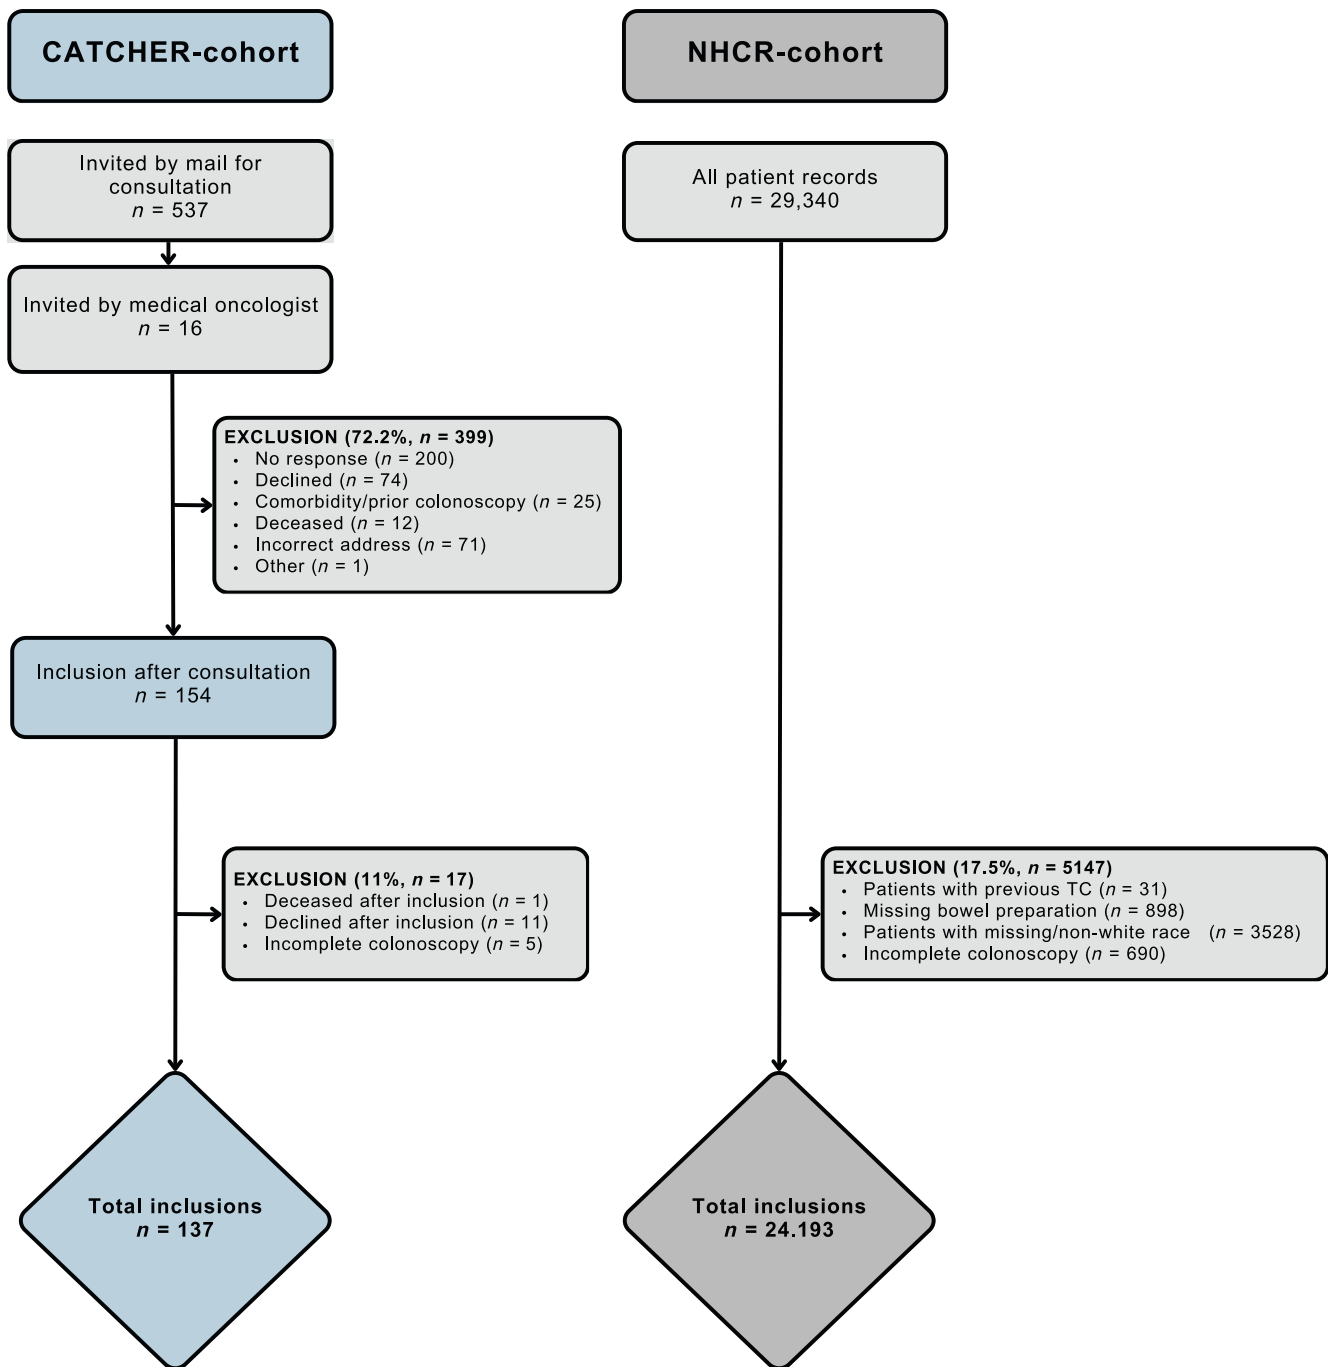 CATCHER-cohort
Invited by mail for
consultation
n = 537
Invited by medical oncologist
n = 16
EXCLUSION (72.2%, n = 399)
• No response (n = 200)
• Declined (n = 74)
• Comorbidity/prior colonoscopy (n = 25)
• Deceased (n = 12)
• Incorrect address (n = 71)
• Other (n = 1)
Inclusion after consultation
n = 154
EXCLUSION (11%, n = 17)
• Deceased after inclusion (n = 1)
• Declined after inclusion (n = 11)
• Incomplete colonoscopy (n = 5)
Total inclusions
n = 137
NHCR-cohort
All patient records
n = 29,340
EXCLUSION (17.5%, n = 5147)
• Patients with previous TC (n = 31)
• Missing bowel preparation (n = 898)
• Patients with missing/non-white race (n = 3528)
• Incomplete colonoscopy (n = 690)
Total inclusions
n = 24.193